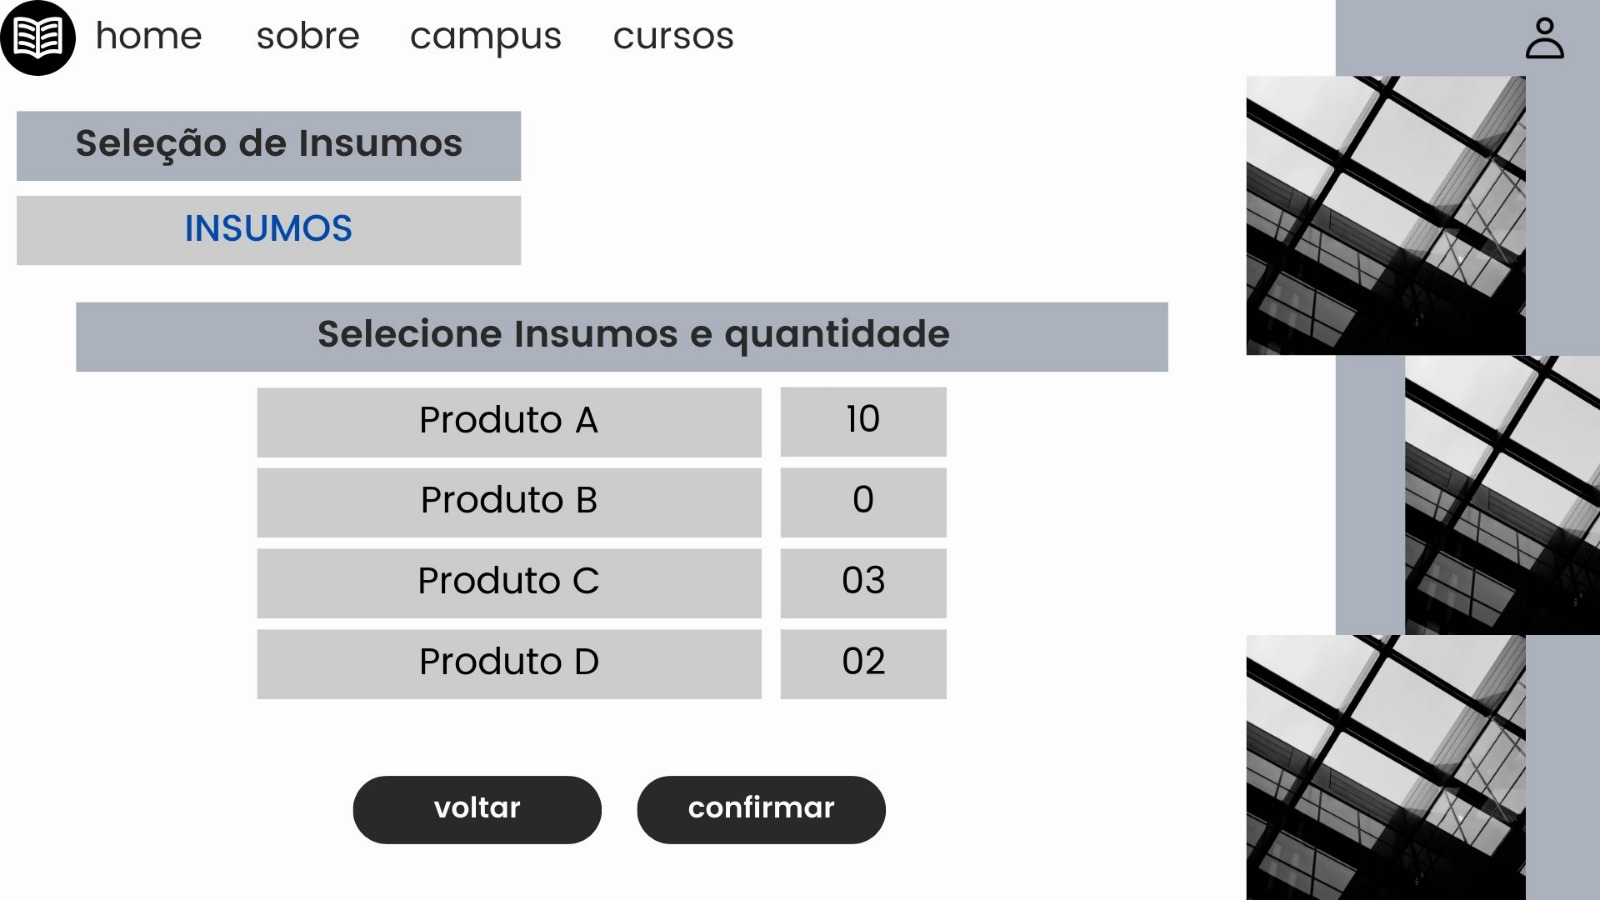 home sobre campus cursos
Seleção de Insumos
INSUMOS
Selecione Insumos e quantidade
Produto A 10
Produto B 0
Produto C 03
Produto D 02
voltar confirmar